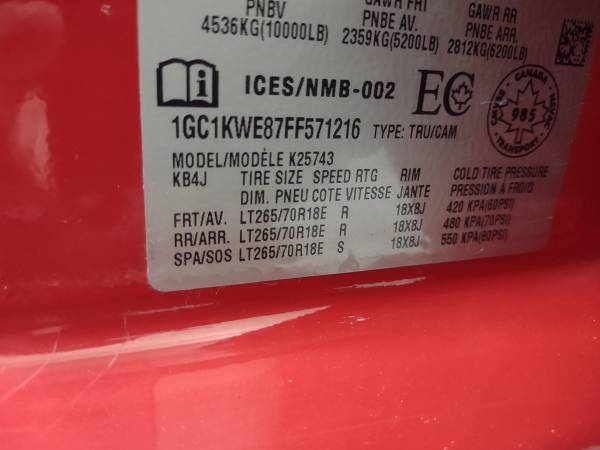 PNBV
4536KG(10000LB)
GAWR FRT
PNBE AV.
2359KG(5200LB)
GAWR RR
PNBE ARR.
2812KG(6200LB)
i ICES/NMB-002 EC
CANADA
985
1GC1KWE87FF571216 TYPE: TRU/CAM
MODEL/MODÈLE K25743
KB4J TIRE SIZE SPEED RTG RIM COLD TIRE PRESSURE
DIM. PNEU COTE VITESSE JANTE PRESSION À FROID
FRT/AV. LT265/70R18E R 18X8J 420 KPA(60PSI)
RR/ARR. LT265/70R18E R 18X8J 480 KPA(70PSI)
SPA/SOS LT265/70R18E S 18X8J 550 KPA(80PSI)